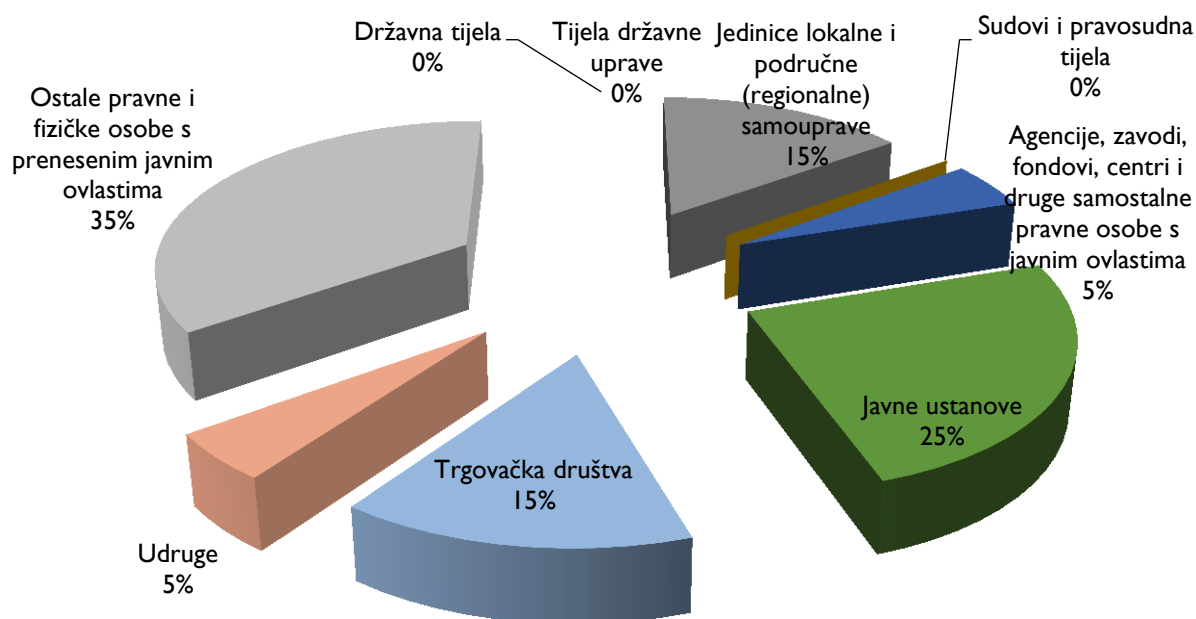 Državna tijela
0%
Tijela državne
uprave
0%
Jedinice lokalne i
područne
(regionalne)
samouprave
15%
Sudovi i pravosudna
tijela
0%
Agencije, zavodi,
fondovi, centri i
druge samostalne
pravne osobe s
javnim ovlastima
5%
Javne ustanove
25%
Trgovačka društva
15%
Udruge
5%
Ostale pravne i
fizičke osobe s
prenesenim javnim
ovlastima
35%